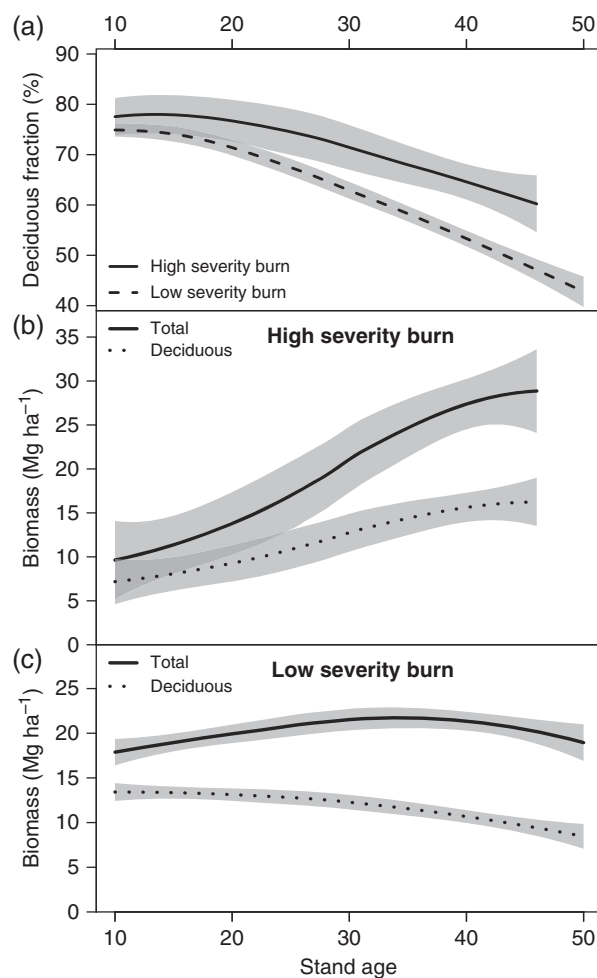 (a)
10 20 30 40 50
90
80
70
60
50
40
Deciduous fraction (%)
High severity burn
Low severity burn
(b)
35
30
25
20
15
10
5
0
Biomass (Mg ha⁻¹)
Total
Deciduous
High severity burn
(c)
25
20
15
10
5
0
Biomass (Mg ha⁻¹)
Total
Deciduous
Low severity burn
10 20 30 40 50
Stand age